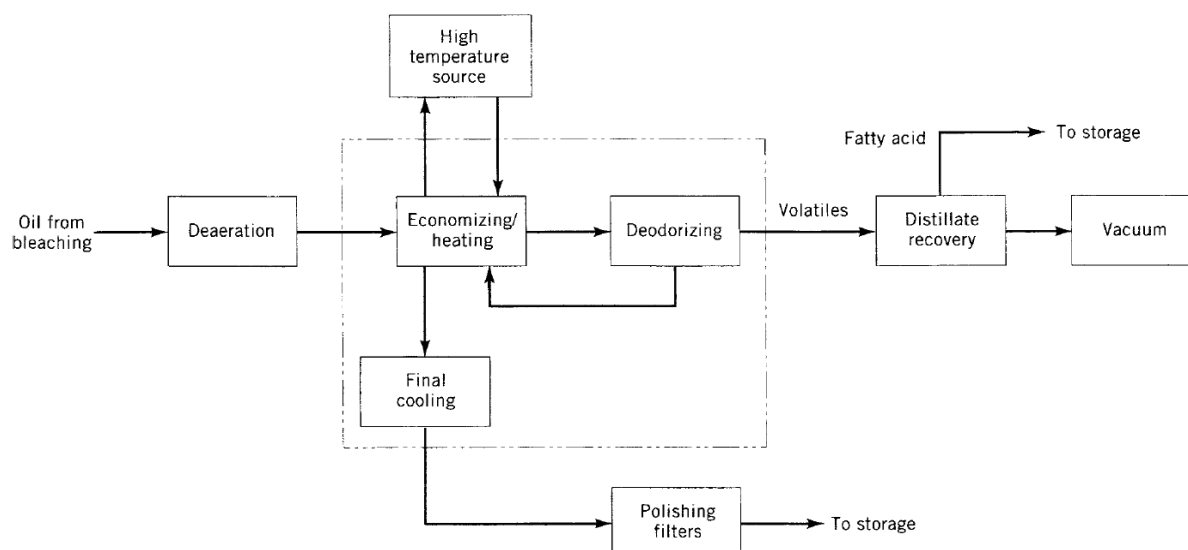 High
temperature
source
Fatty acid
To storage
Oil from
bleaching
Deaeration
Economizing/
heating
Deodorizing
Volatiles
Distillate
recovery
Vacuum
Final
cooling
Polishing
filters
To storage